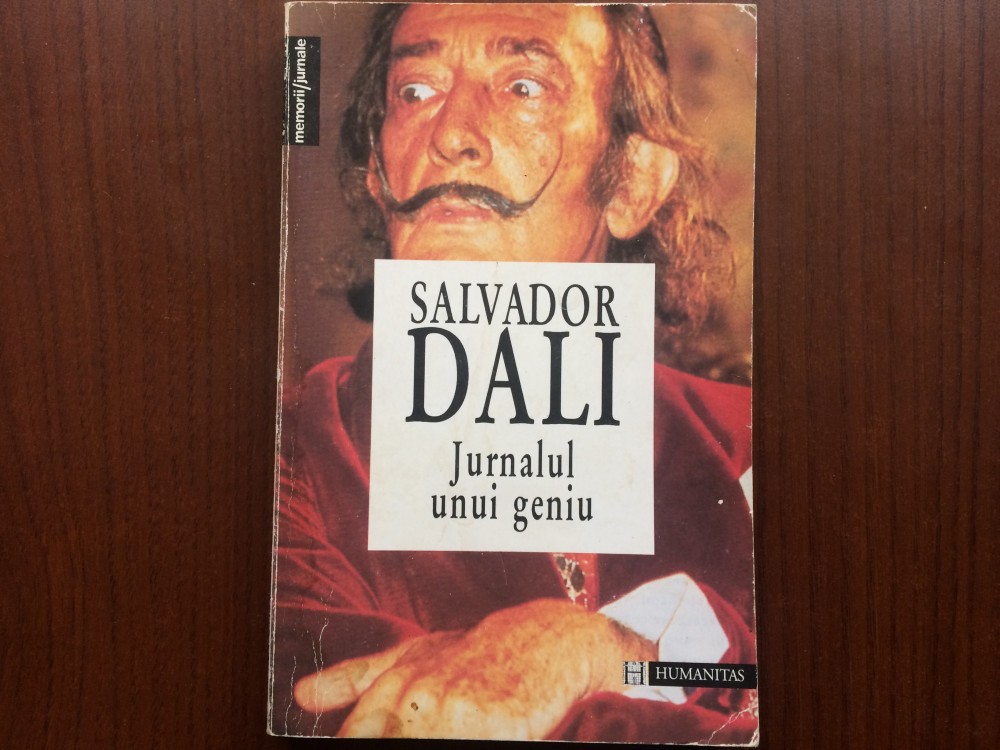 memorii/jurnale
SALVADOR
DALI
Jurnalul
unui geniu
H HUMANITAS